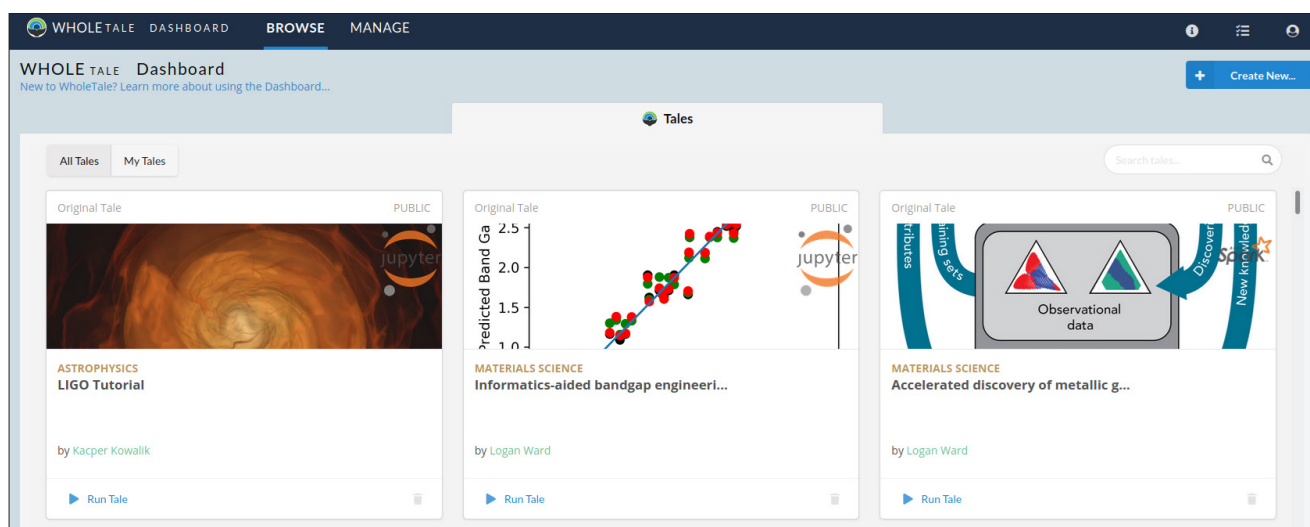 WHOLETALE DASHBOARD BROWSE MANAGE
WHOLE TALE Dashboard
New to WholeTale? Learn more about using the Dashboard...
Create New...
Tales
All Tales My Tales
Search tales...
Original Tale PUBLIC
jupyter
ASTROPHYSICS
LIGO Tutorial
by Kacper Kowalik
Run Tale
Original Tale PUBLIC
Predicted Band Ga
2.5
2.0
1.5
1.0
jupyter
MATERIALS SCIENCE
Informatics-aided bandgap engineeri...
by Logan Ward
Run Tale
Original Tale PUBLIC
tributes
ining sets
Observational
data
Discover
New knowled
Spark
MATERIALS SCIENCE
Accelerated discovery of metallic g...
by Logan Ward
Run Tale